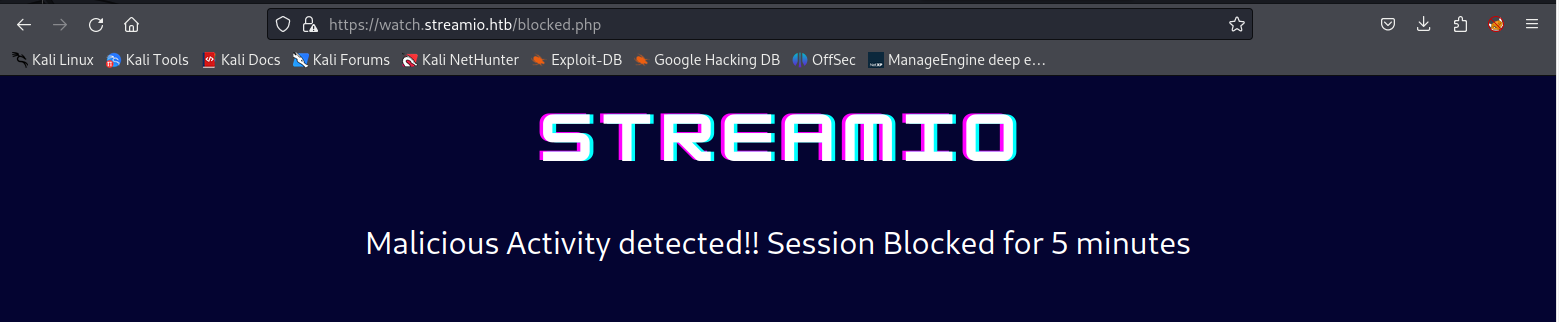 https://watch.streamio.htb/blocked.php
Kali Linux Kali Tools Kali Docs Kali Forums Kali NetHunter Exploit-DB Google Hacking DB OffSec ManageEngine deep e...
STREAMIO
Malicious Activity detected!! Session Blocked for 5 minutes